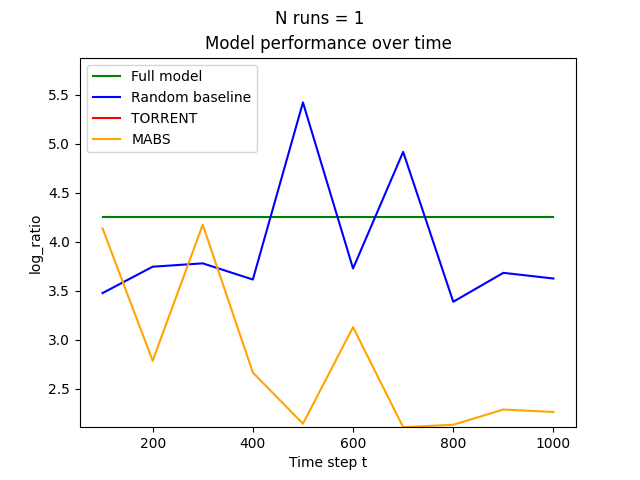 N runs = 1
Model performance over time
Full model
Random baseline
TORRENT
MABS
5.5
5.0
4.5
4.0
3.5
3.0
2.5
log_ratio
200 400 600 800 1000
Time step t